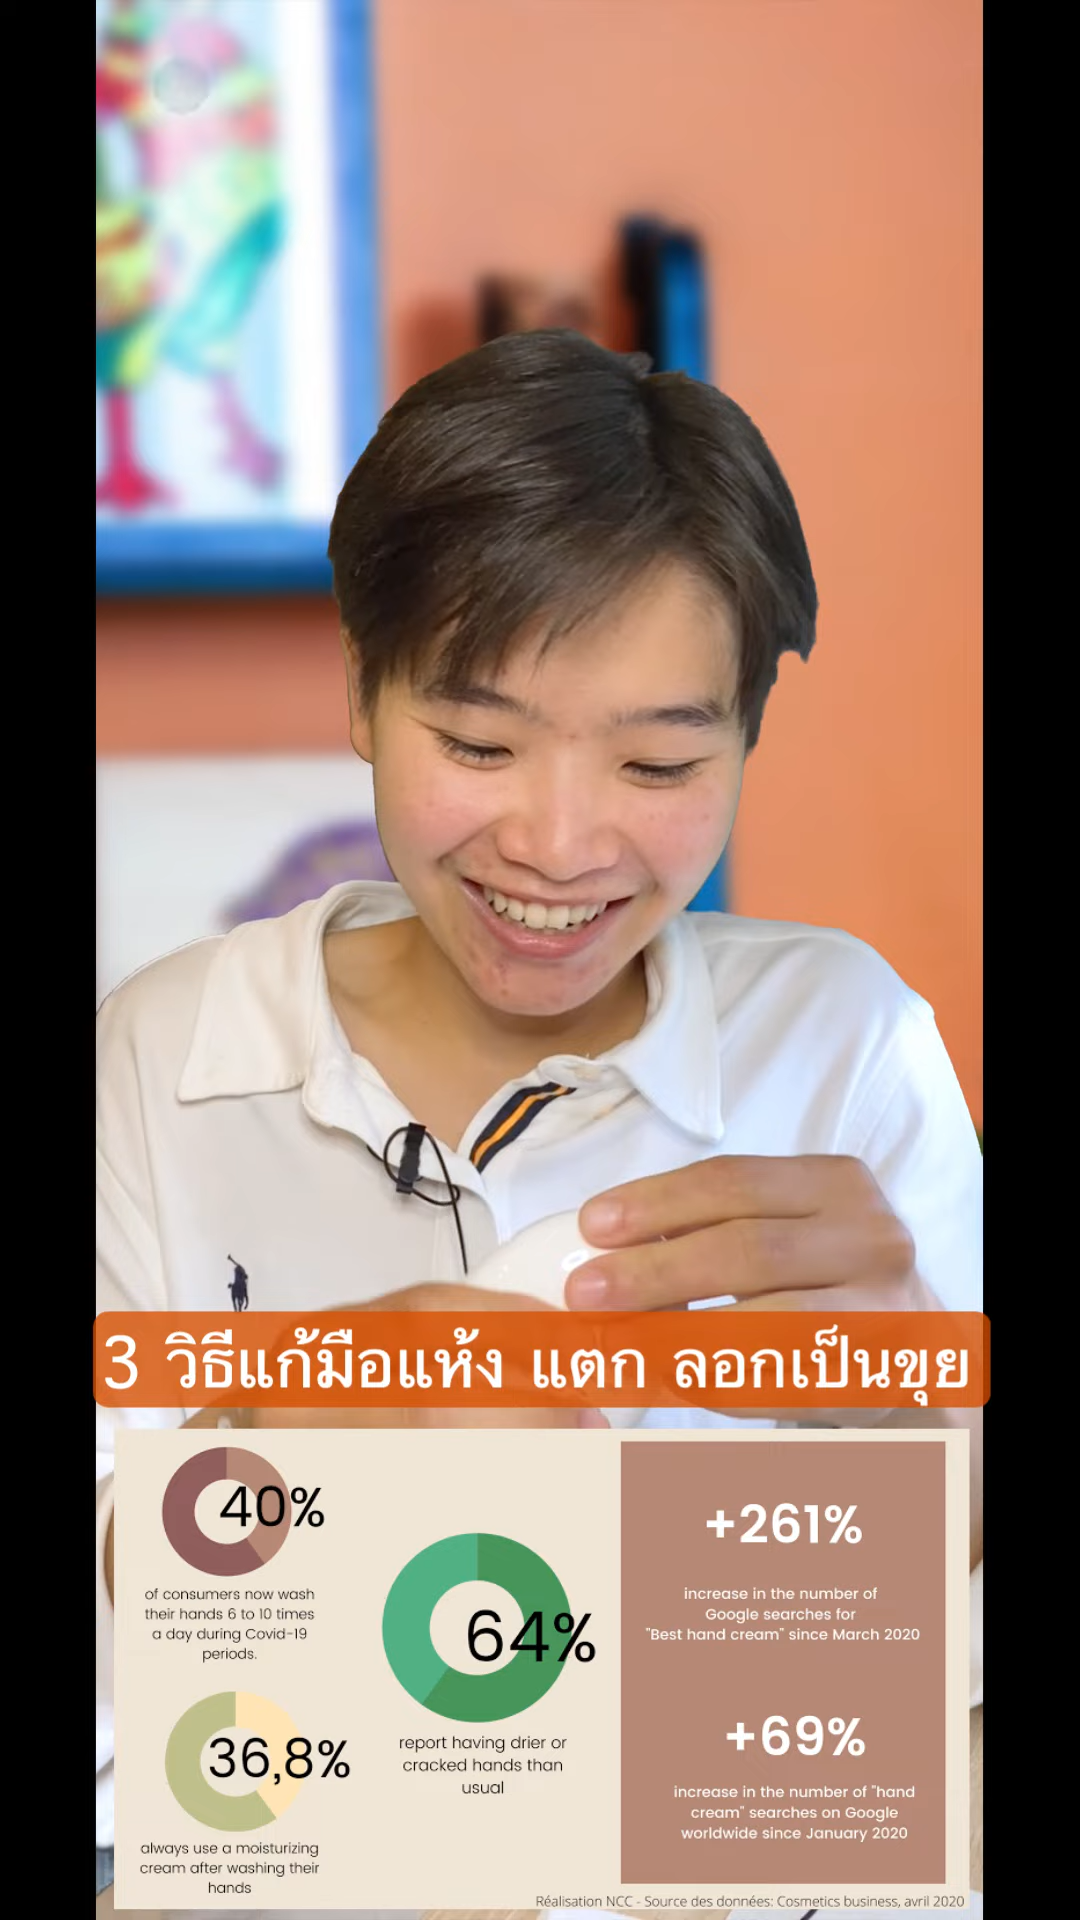 3 วิธีแก้มือแห้ง แตก ลอกเป็นขุย
40%
of consumers now wash
their hands 6 to 10 times
a day during Covid-19
periods.
36,8%
always use a moisturizing
cream after washing their
hands
64%
report having drier or
cracked hands than
usual
+261%
increase in the number of
Google searches for
"Best hand cream" since March 2020
+69%
increase in the number of "hand
cream" searches on Google
worldwide since January 2020
Réalisation NCC - Source des données: Cosmetics business, avril 2020